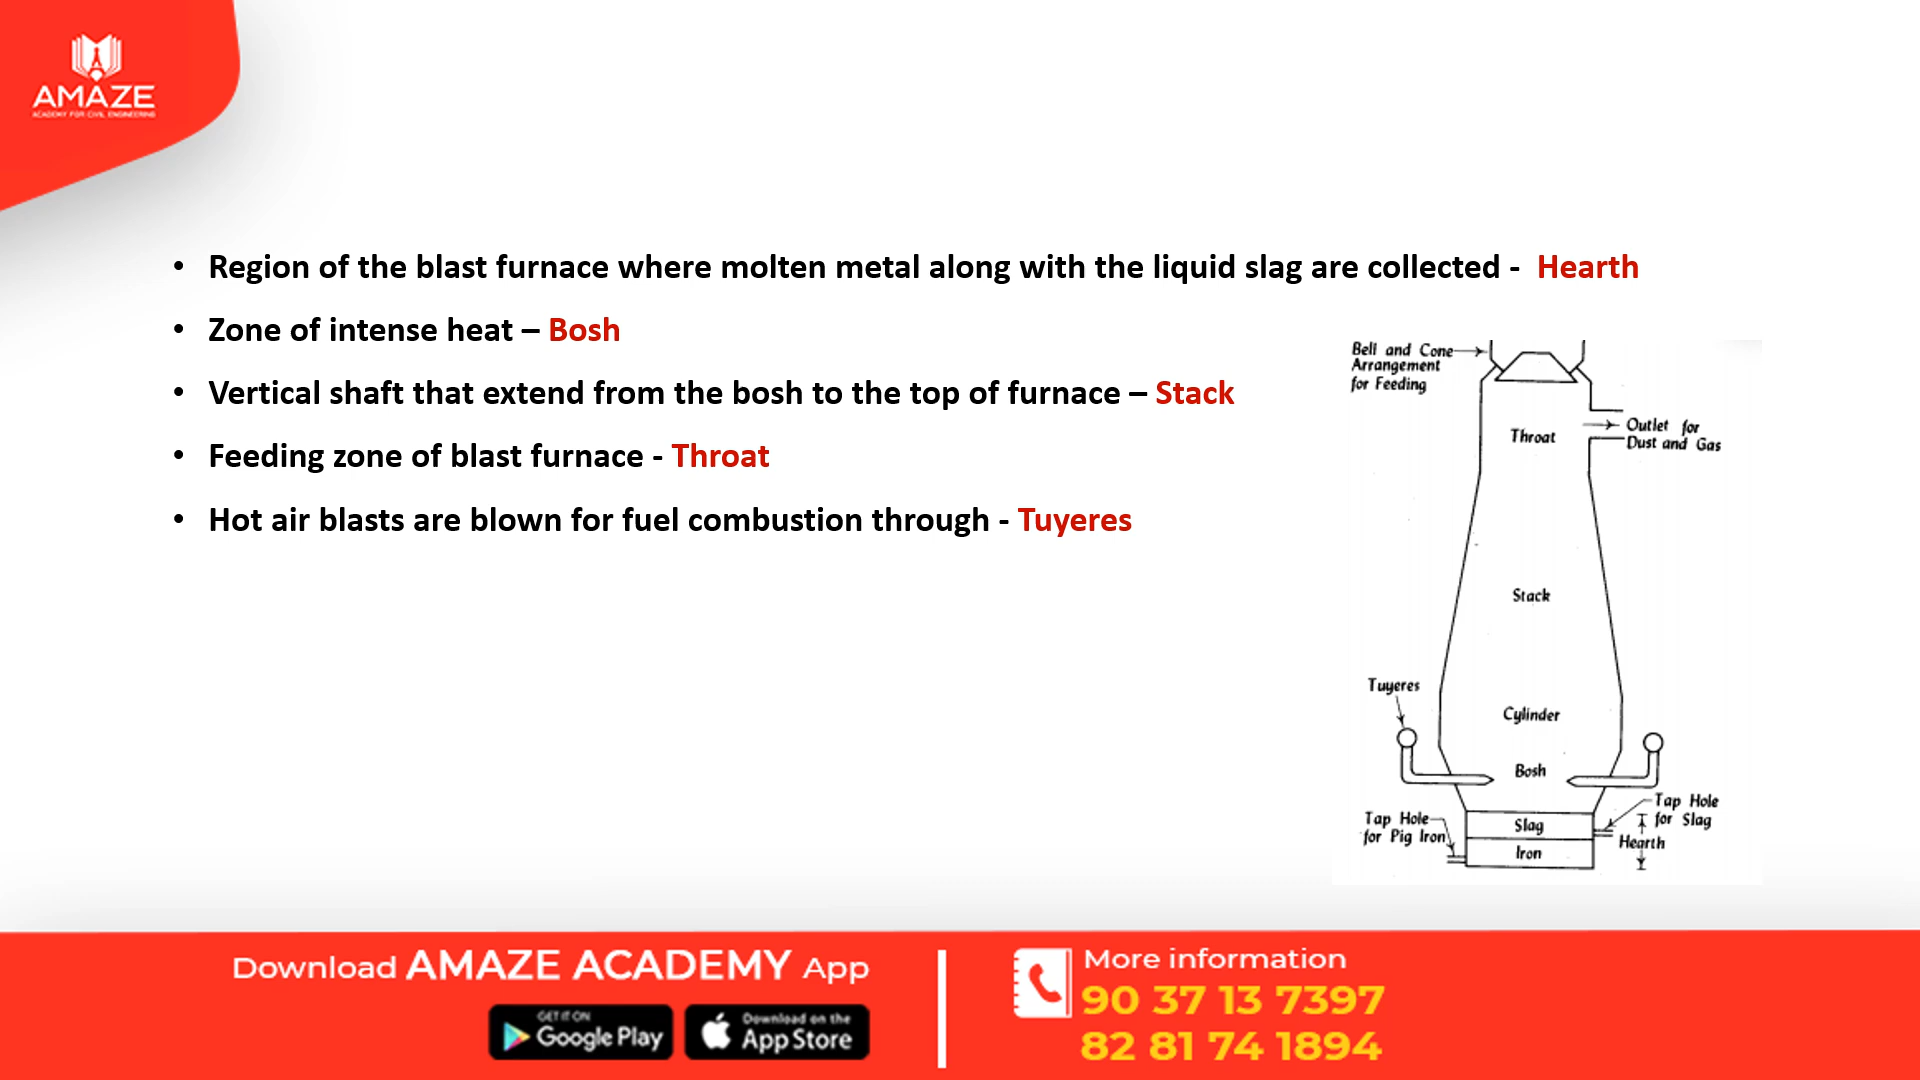 AMAZE
ACADEMY FOR CIVIL ENGINEERING
• Region of the blast furnace where molten metal along with the liquid slag are collected - Hearth
• Zone of intense heat – Bosh
• Vertical shaft that extend from the bosh to the top of furnace – Stack
• Feeding zone of blast furnace - Throat
• Hot air blasts are blown for fuel combustion through - Tuyeres
Bell and Cone
Arrangement
for Feeding
Throat
Outlet for
Dust and Gas
Stack
Tuyeres
Cylinder
Bosh
Tap Hole
for Slag
Tap Hole
for Pig Iron
Slag
Hearth
Iron
Download AMAZE ACADEMY App
GET IT ON
Google Play
Download on the
App Store
More information
90 37 13 7397
82 81 74 1894